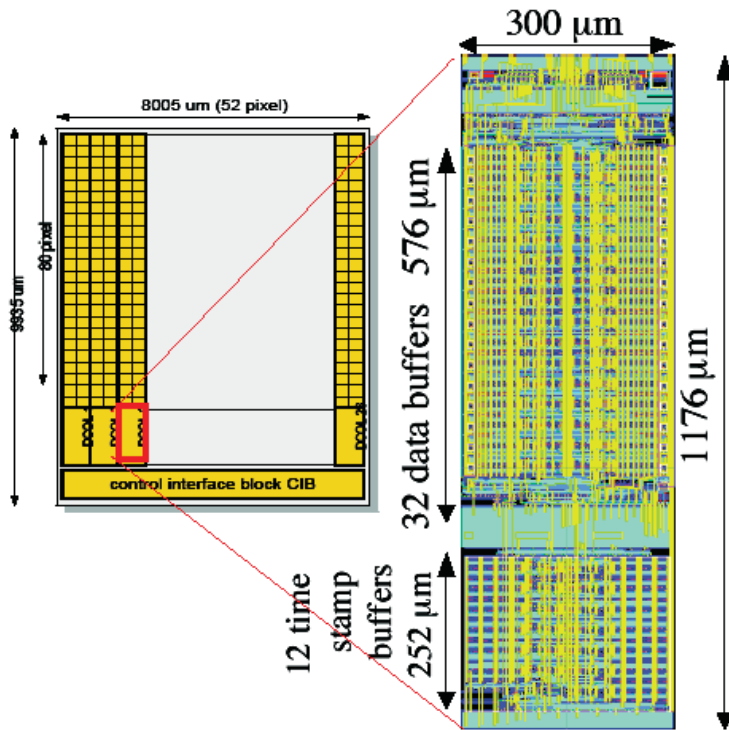 300 µm
8005 um (52 pixel)
9935 um
80 pixel
DCOL
DCOL
DCOL
DCOL 26
control interface block CIB
32 data buffers
576 µm
1176 µm
12 time
stamp
buffers
252 µm